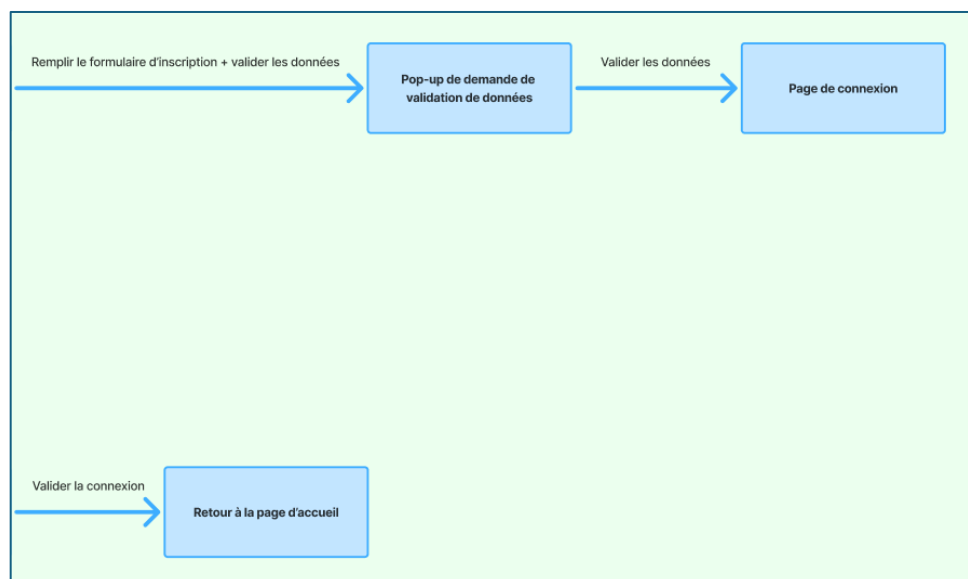 Remplir le formulaire d’inscription + valider les données
Pop-up de demande de
validation de données
Valider les données
Page de connexion
Valider la connexion
Retour à la page d’accueil